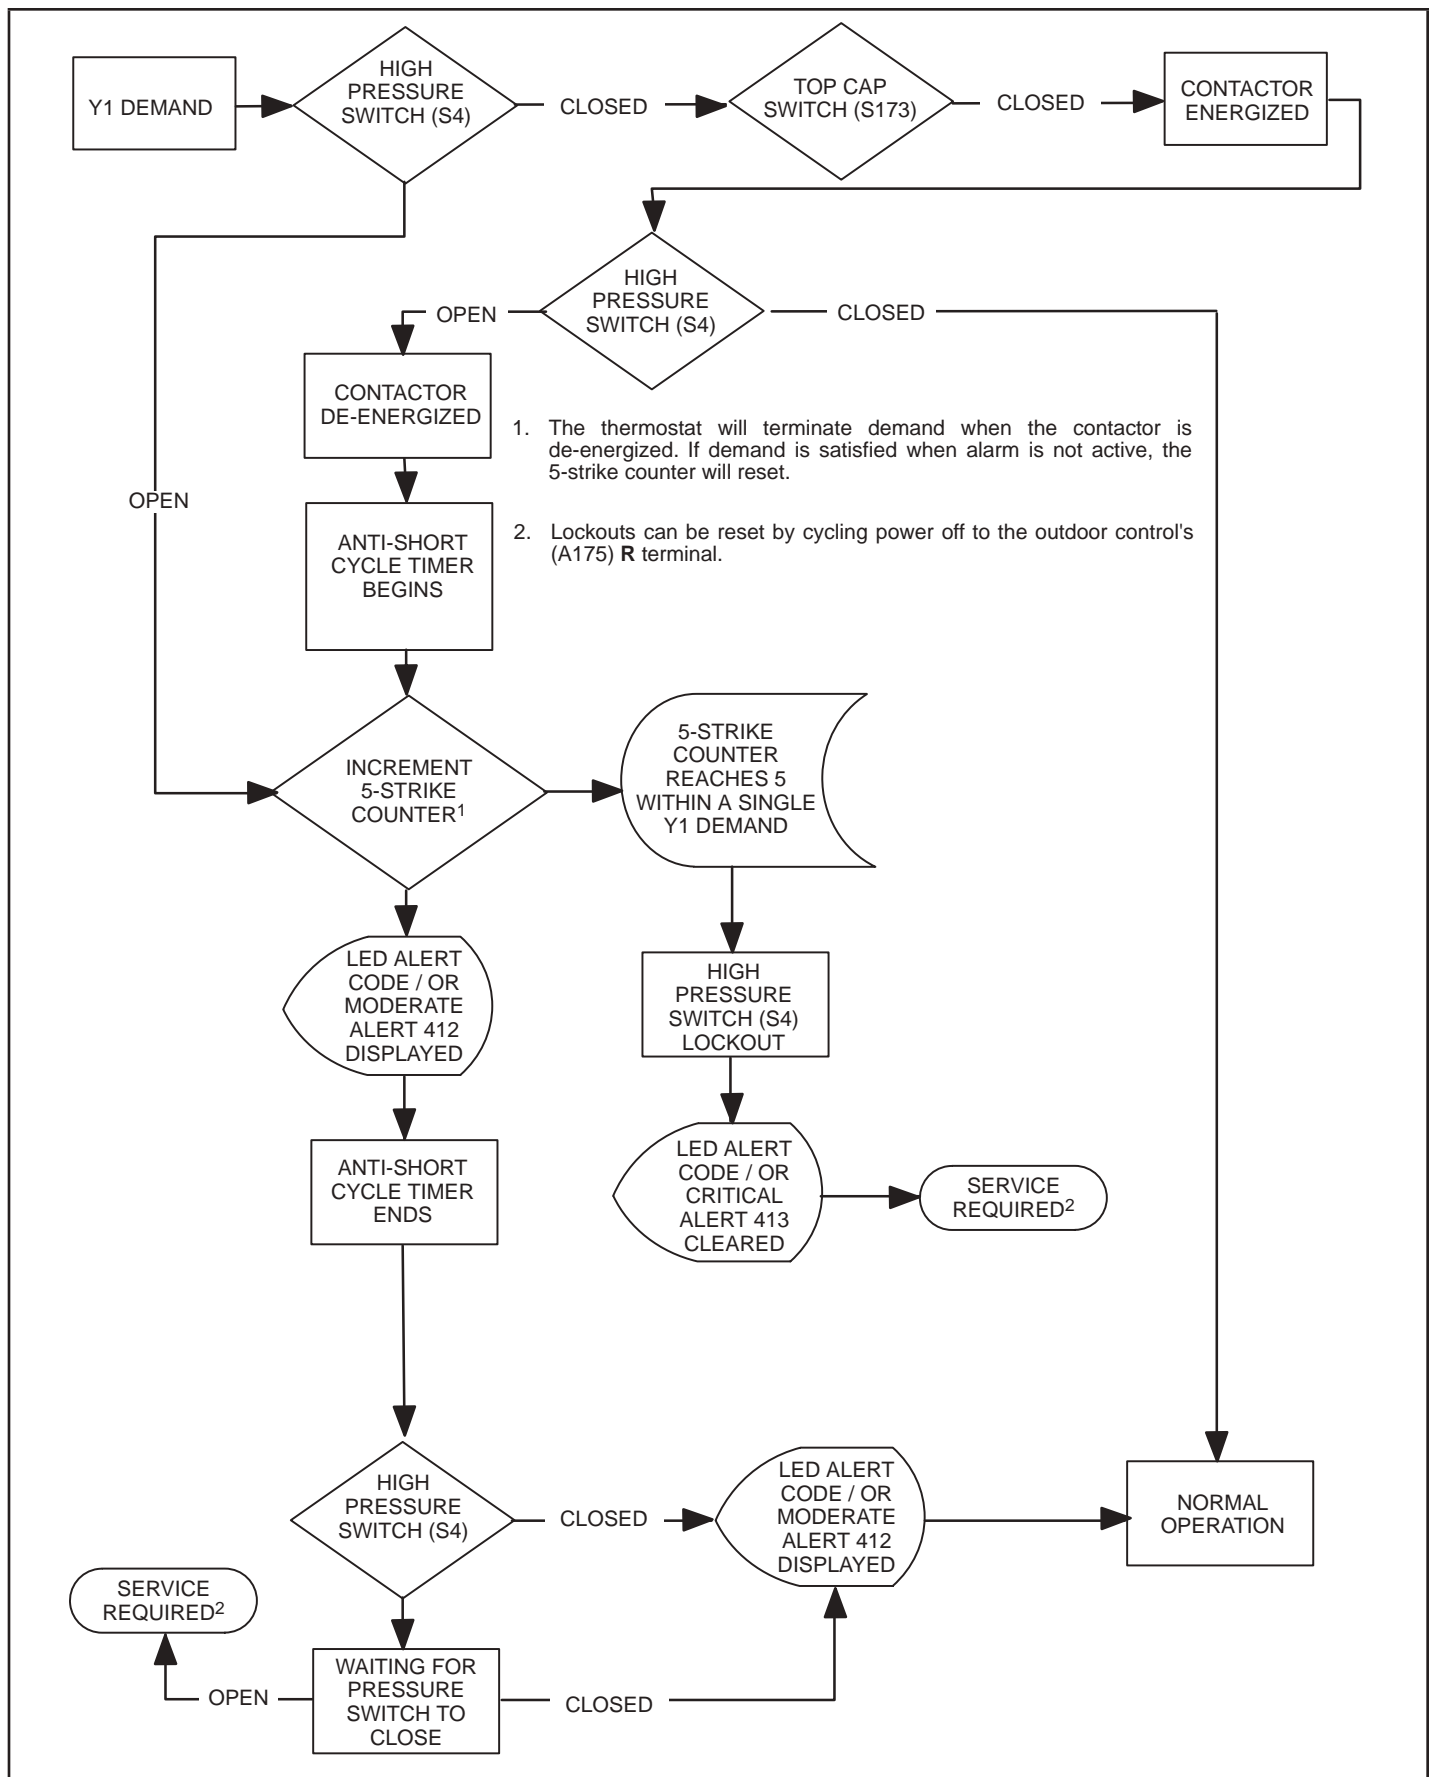 Y1 DEMAND
HIGH
PRESSURE
SWITCH (S4)
CLOSED
TOP CAP
SWITCH (S173)
CLOSED
CONTACTOR
ENERGIZED
HIGH
PRESSURE
SWITCH (S4)
OPEN
CLOSED
CONTACTOR
DE-ENERGIZED
1. The thermostat will terminate demand when the contactor is
de-energized. If demand is satisfied when alarm is not active, the
5-strike counter will reset.
OPEN
ANTI-SHORT
CYCLE TIMER
BEGINS
2. Lockouts can be reset by cycling power off to the outdoor control's
(A175) R terminal.
INCREMENT
5-STRIKE
COUNTER1
5-STRIKE
COUNTER
REACHES 5
WITHIN A SINGLE
Y1 DEMAND
LED ALERT
CODE / OR
MODERATE
ALERT 412
DISPLAYED
HIGH
PRESSURE
SWITCH (S4)
LOCKOUT
ANTI-SHORT
CYCLE TIMER
ENDS
LED ALERT
CODE / OR
CRITICAL
ALERT 413
CLEARED
SERVICE
REQUIRED2
HIGH
PRESSURE
SWITCH (S4)
CLOSED
LED ALERT
CODE / OR
MODERATE
ALERT 412
DISPLAYED
NORMAL
OPERATION
SERVICE
REQUIRED2
OPEN
WAITING FOR
PRESSURE
SWITCH TO
CLOSE
CLOSED